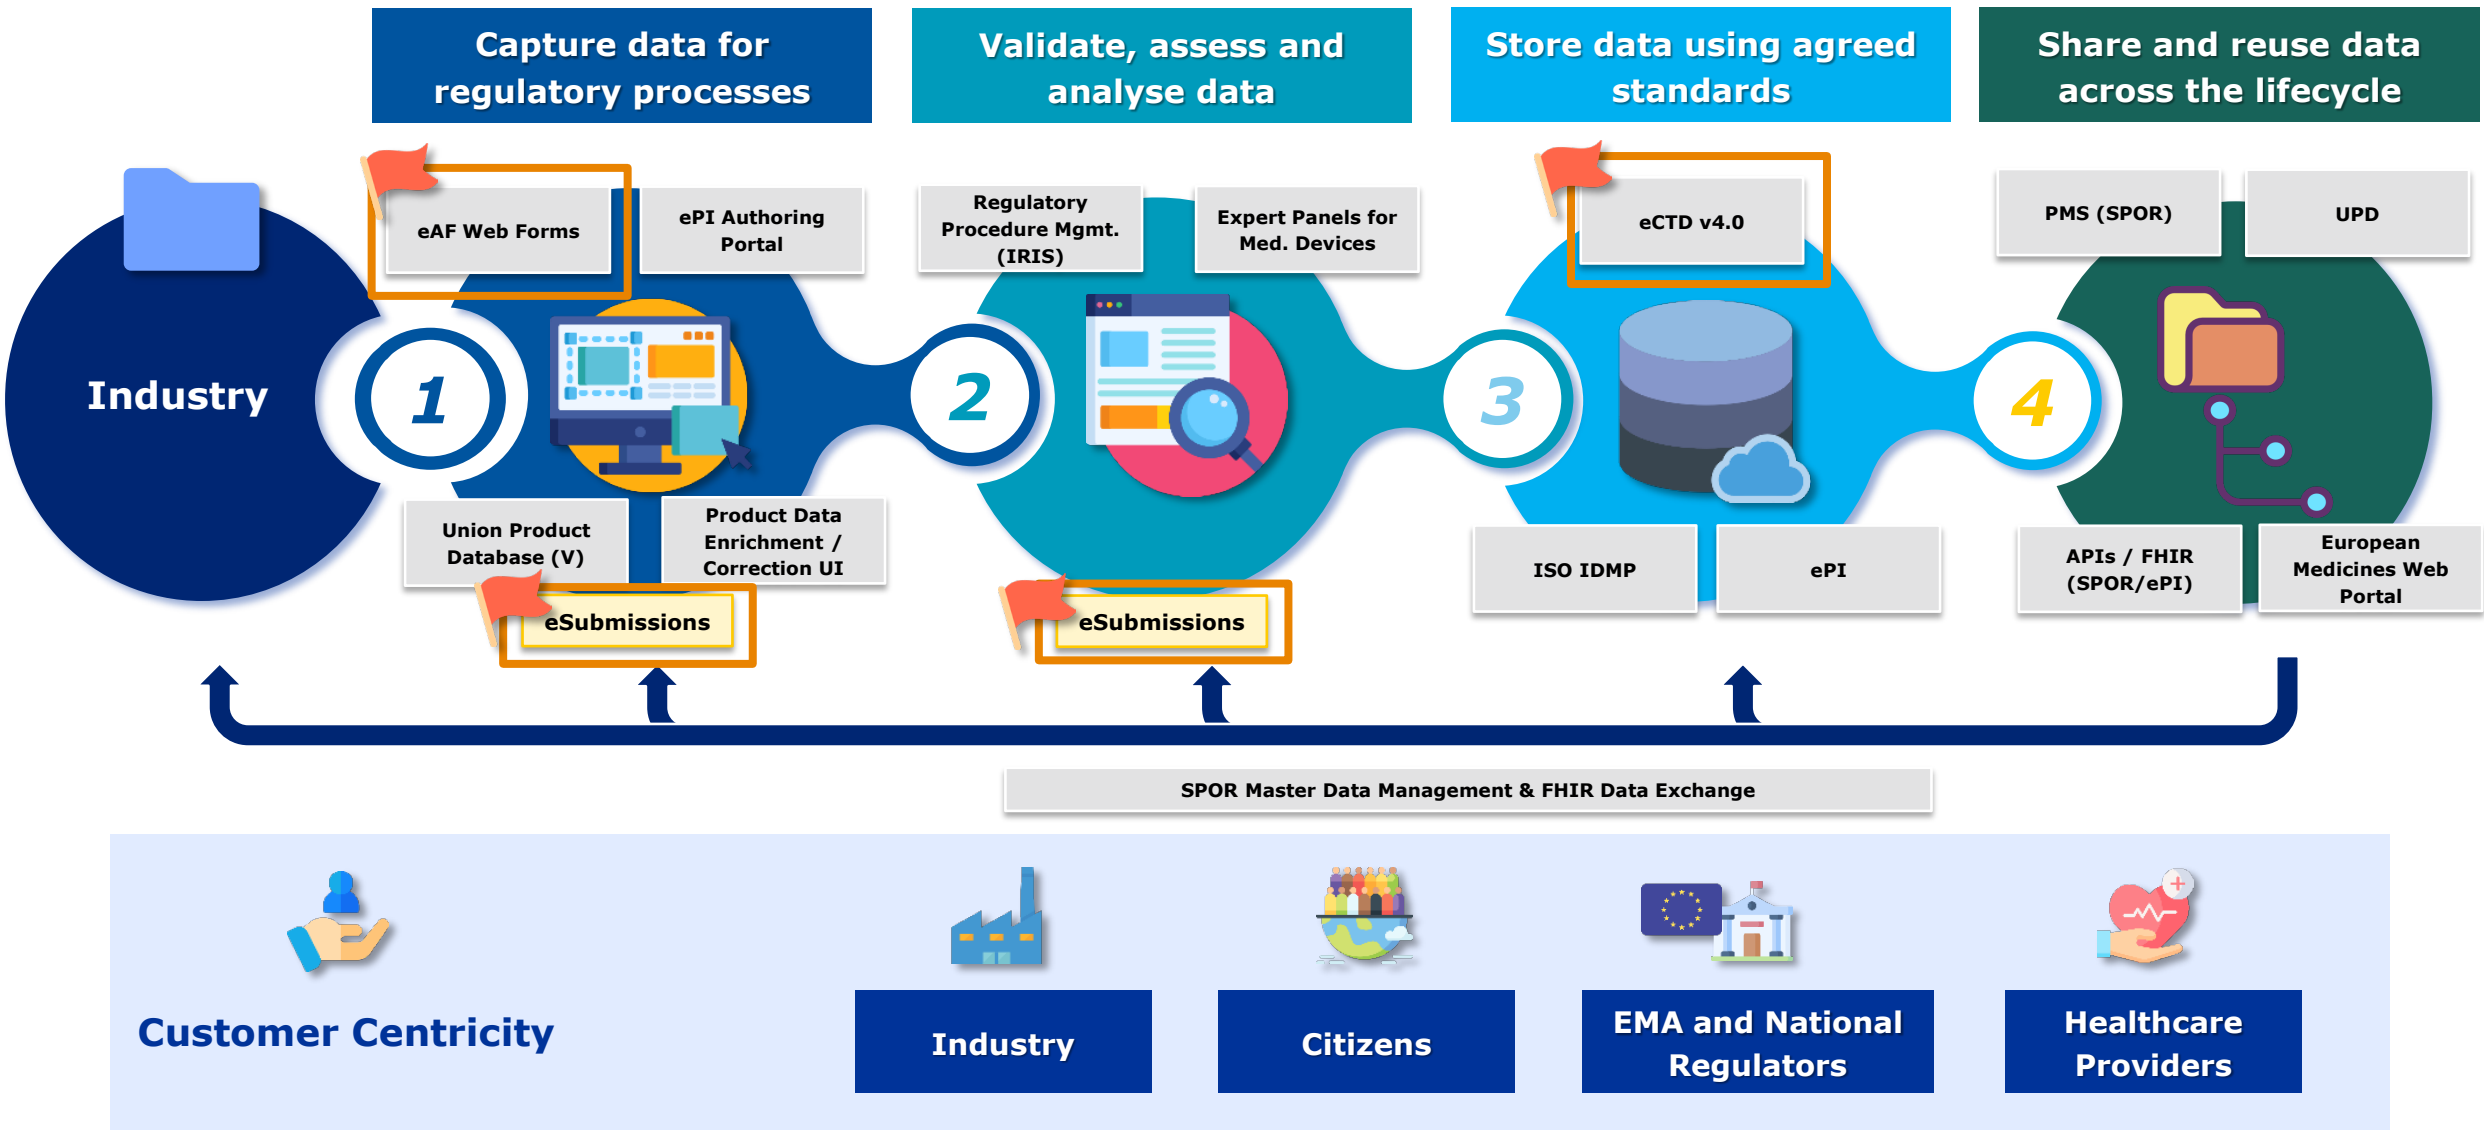 Capture data for
regulatory processes
Validate, assess and
analyse data
Store data using agreed
standards
Share and reuse data
across the lifecycle
Industry
1
eAF Web Forms
ePI Authoring
Portal
Union Product
Database (V)
Product Data
Enrichment /
Correction UI
eSubmissions
2
Regulatory
Procedure Mgmt.
(IRIS)
Expert Panels for
Med. Devices
eSubmissions
3
eCTD v4.0
ISO IDMP
ePI
4
PMS (SPOR)
UPD
APIs / FHIR
(SPOR/ePI)
European
Medicines Web
Portal
SPOR Master Data Management & FHIR Data Exchange
Customer Centricity
Industry
Citizens
EMA and National
Regulators
Healthcare
Providers